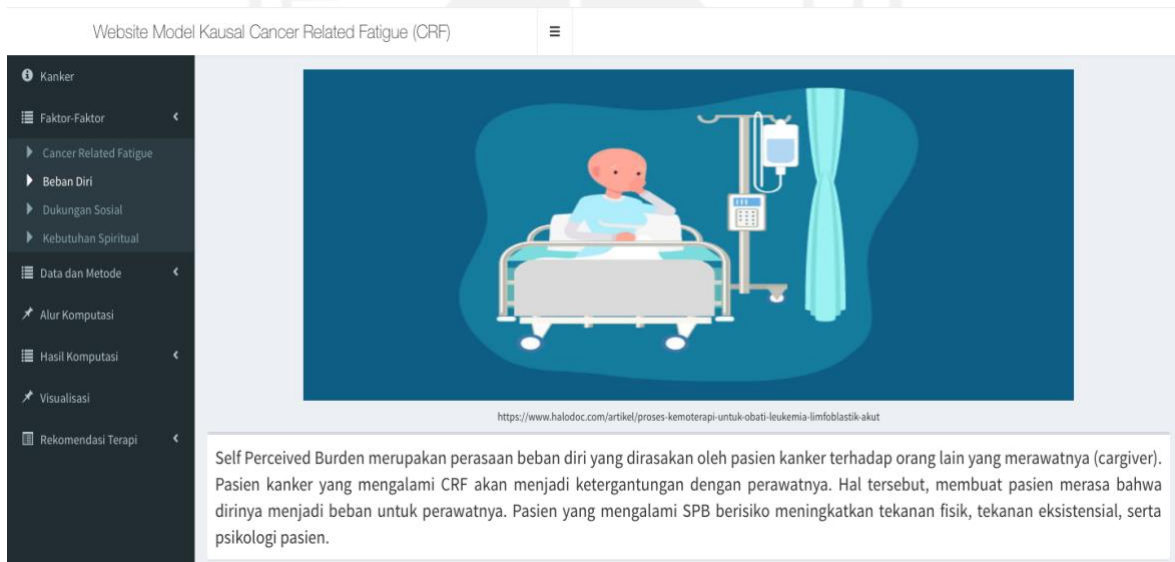 Website Model Kausal Cancer Related Fatigue (CRF)
Kanker
Faktor-Faktor
Cancer Related Fatigue
Beban Diri
Dukungan Sosial
Kebutuhan Spiritual
Data dan Metode
Alur Komputasi
Hasil Komputasi
Visualisasi
Rekomendasi Terapi
https://www.halodoc.com/artikel/proses-kemoterapi-untuk-obati-leukemia-limfoblastik-akut
Self Perceived Burden merupakan perasaan beban diri yang dirasakan oleh pasien kanker terhadap orang lain yang merawatnya (cargiver).
Pasien kanker yang mengalami CRF akan menjadi ketergantungan dengan perawatnya. Hal tersebut, membuat pasien merasa bahwa
dirinya menjadi beban untuk perawatnya. Pasien yang mengalami SPB berisiko meningkatkan tekanan fisik, tekanan eksistensial, serta
psikologi pasien.